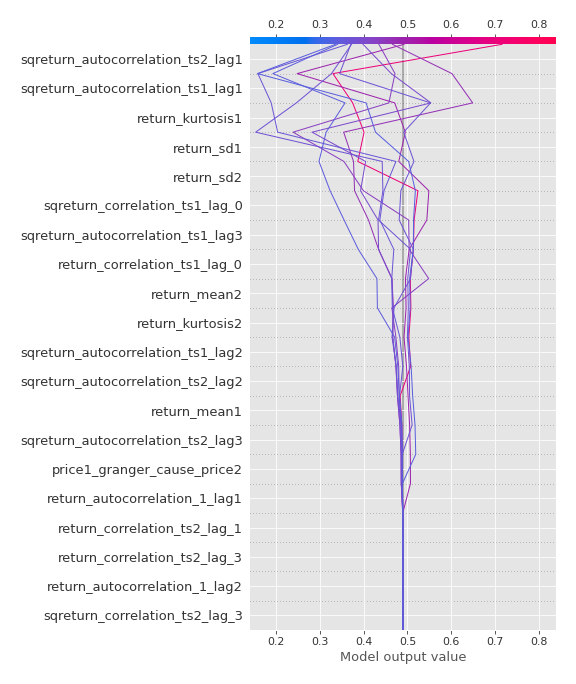 0.2 0.3 0.4 0.5 0.6 0.7 0.8
sqreturn_autocorrelation_ts2_lag1
sqreturn_autocorrelation_ts1_lag1
return_kurtosis1
return_sd1
return_sd2
sqreturn_correlation_ts1_lag_0
sqreturn_autocorrelation_ts1_lag3
return_correlation_ts1_lag_0
return_mean2
return_kurtosis2
sqreturn_autocorrelation_ts1_lag2
sqreturn_autocorrelation_ts2_lag2
return_mean1
sqreturn_autocorrelation_ts2_lag3
price1_granger_cause_price2
return_autocorrelation_1_lag1
return_correlation_ts2_lag_1
return_correlation_ts2_lag_3
return_autocorrelation_1_lag2
sqreturn_correlation_ts2_lag_3
0.2 0.3 0.4 0.5 0.6 0.7 0.8
Model output value